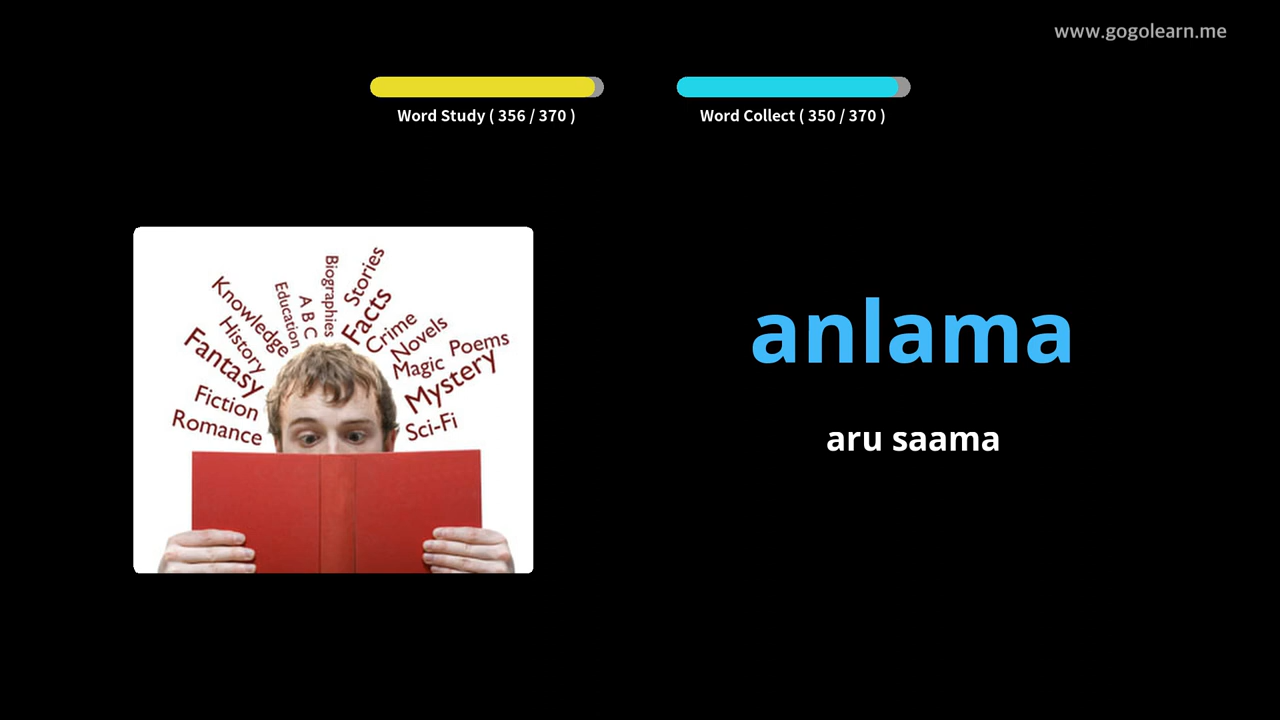 www.gogolearn.me
Word Study ( 356 / 370 )
Word Collect ( 350 / 370 )
Biographies
Stories
Education
A B C
Facts
Knowledge
Crime
History
Novels
Fantasy
Magic
Poems
Mystery
Fiction
Romance
Sci-Fi
anlama
aru saama